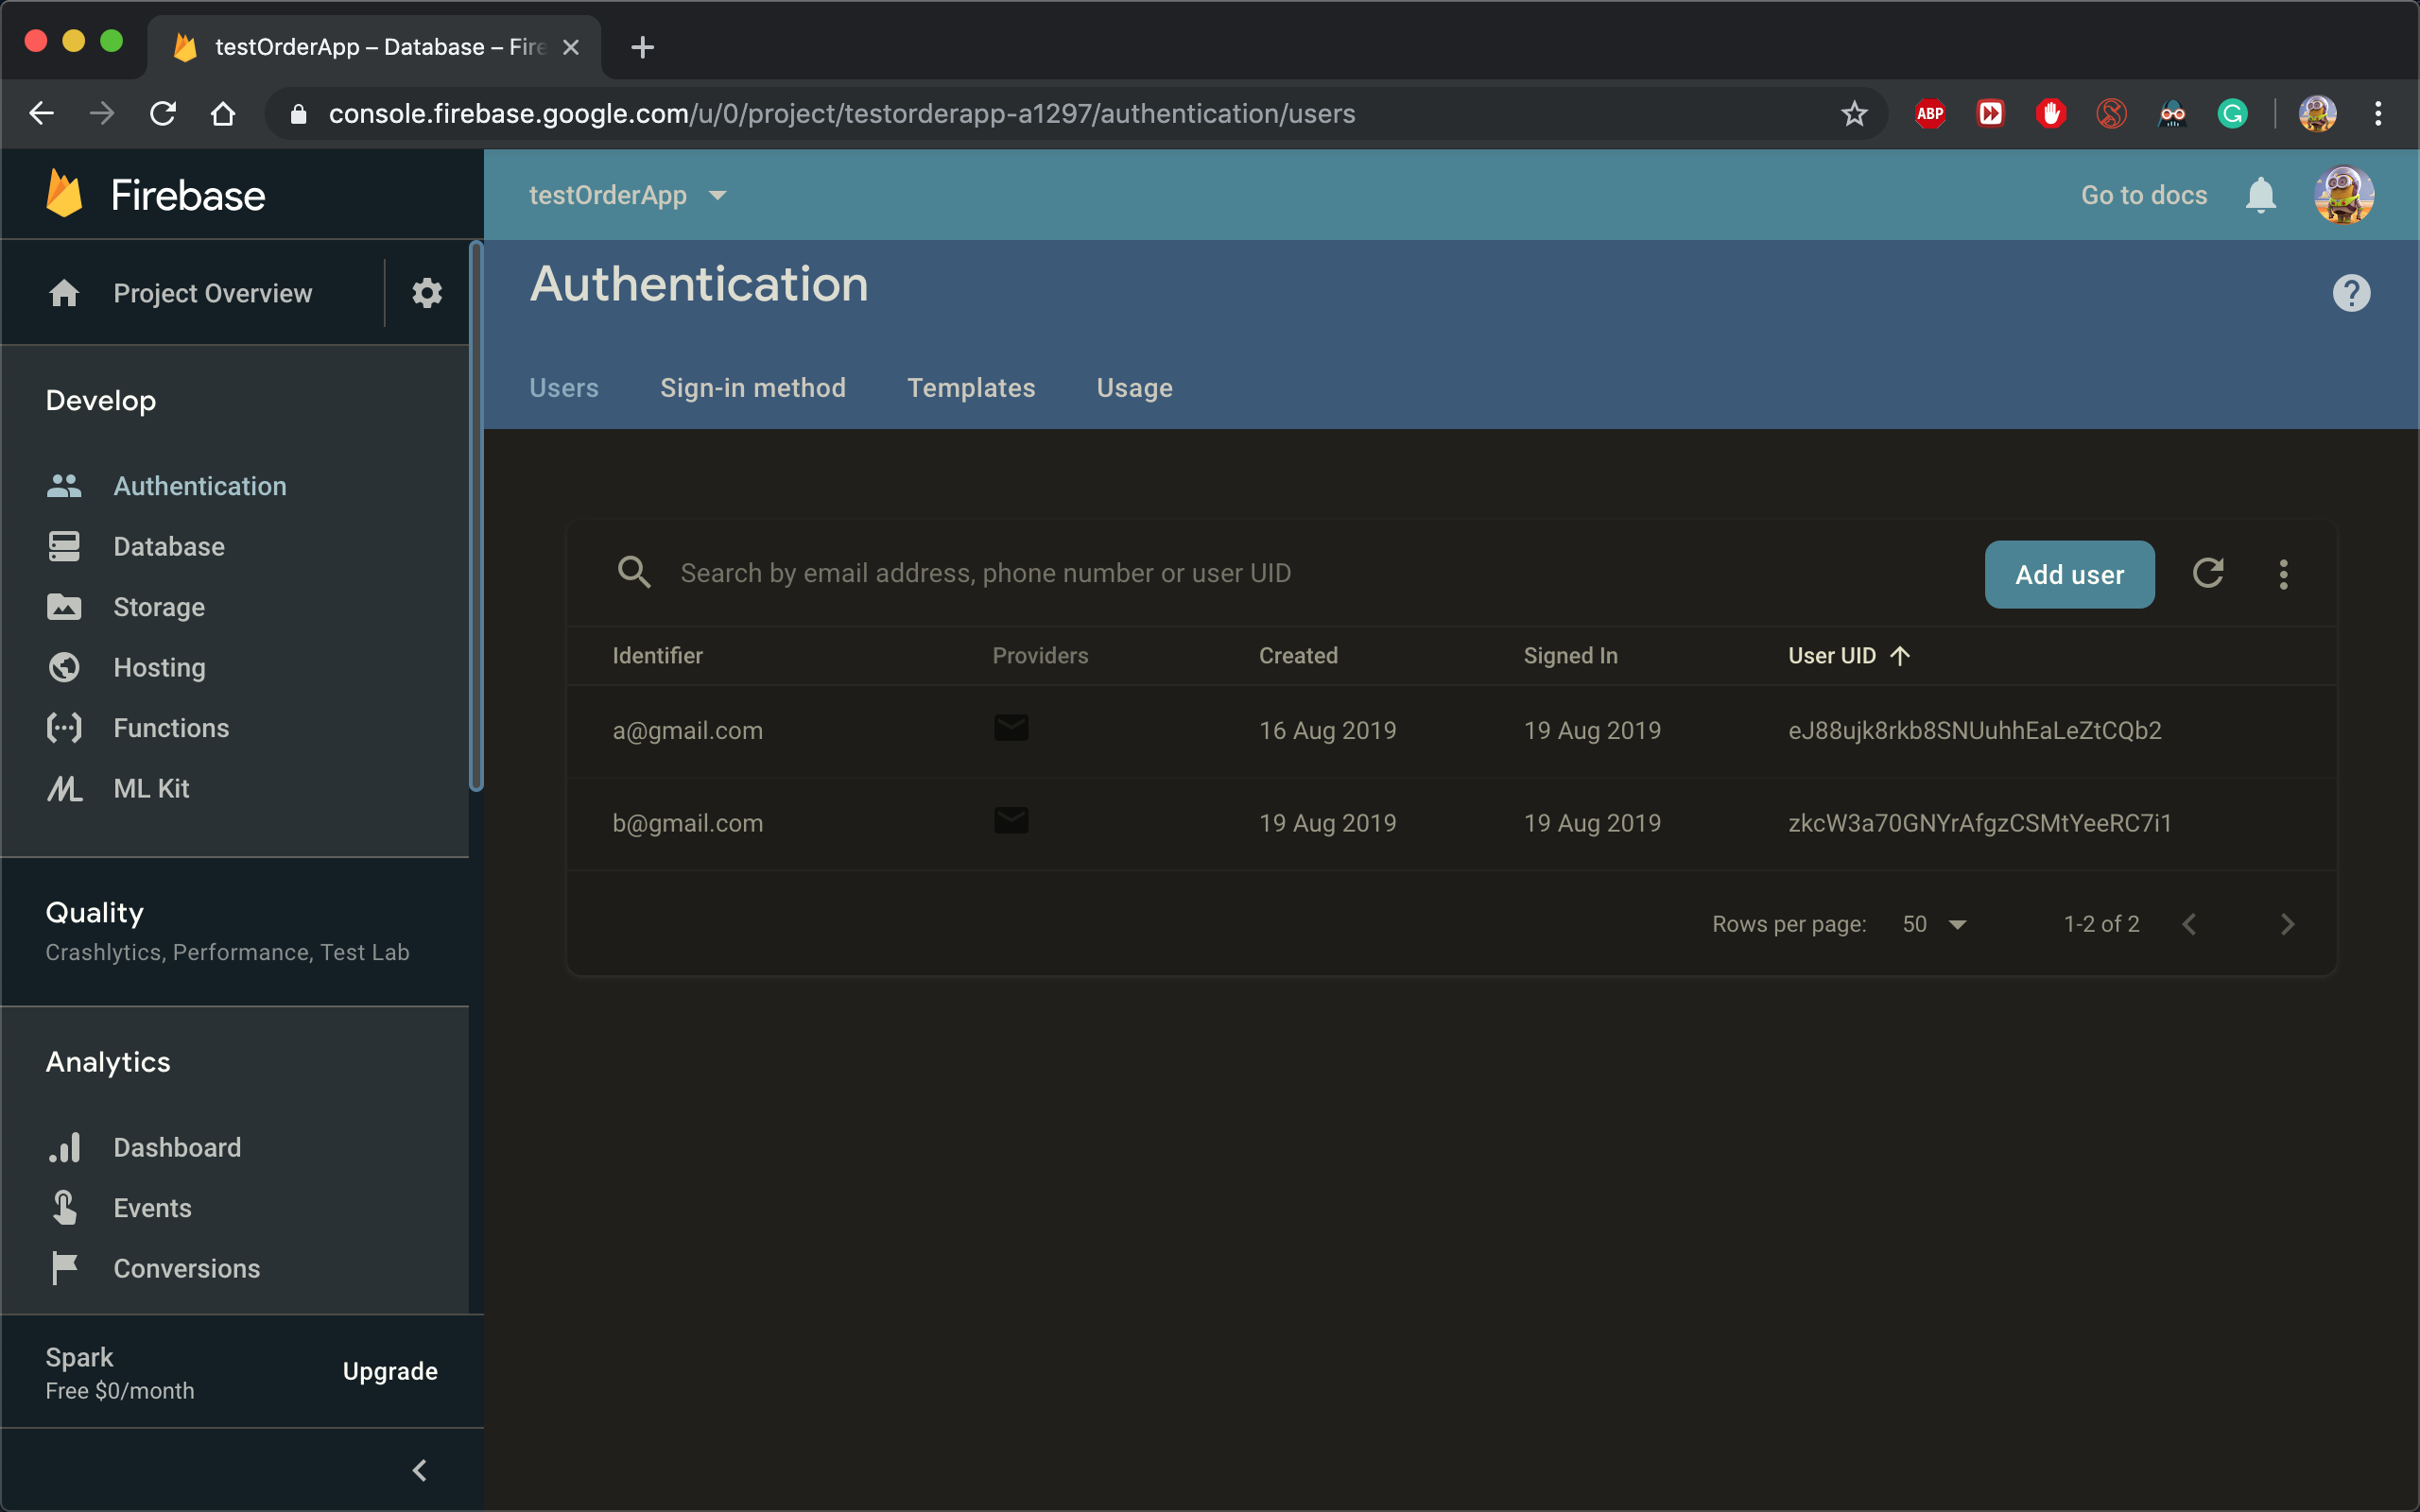 testOrderApp – Database – Fire
console.firebase.google.com/u/0/project/testorderapp-a1297/authentication/users
ABP
Firebase
testOrderApp
Go to docs
Project Overview
Authentication
Users Sign-in method Templates Usage
Develop
Authentication
Database
Storage
Hosting
Functions
ML Kit
Quality
Crashlytics, Performance, Test Lab
Analytics
Dashboard
Events
Conversions
Spark
Free $0/month
Upgrade
Search by email address, phone number or user UID
Add user
Identifier Providers Created Signed In User UID
a@gmail.com 16 Aug 2019 19 Aug 2019 eJ88ujk8rkb8SNUuhhEaLeZtCQb2
b@gmail.com 19 Aug 2019 19 Aug 2019 zkcW3a70GNYrAfgzCSMtYeeRC7i1
Rows per page: 50 1-2 of 2